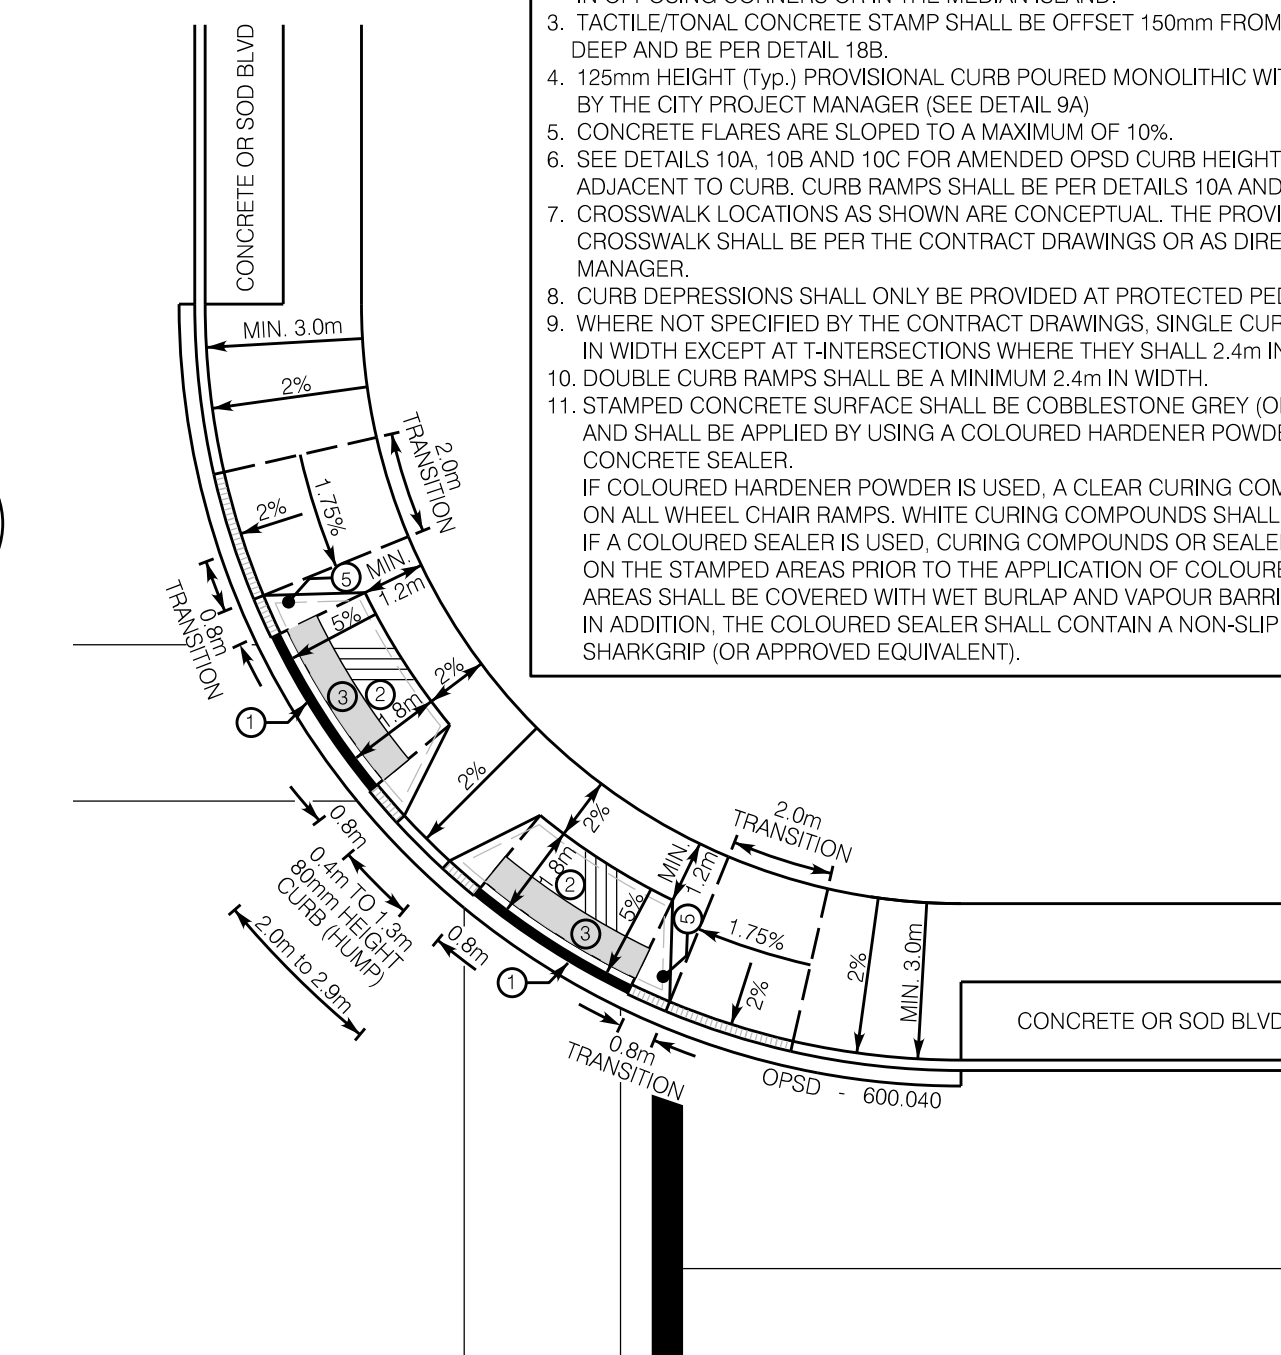 IN OPPOSING CORNERS OR IN THE MEDIAN ISLAND.
3. TACTILE/TONAL CONCRETE STAMP SHALL BE OFFSET 150mm FROM
DEEP AND BE PER DETAIL 18B.
4. 125mm HEIGHT (Typ.) PROVISIONAL CURB POURED MONOLITHIC WIT
BY THE CITY PROJECT MANAGER (SEE DETAIL 9A)
5. CONCRETE FLARES ARE SLOPED TO A MAXIMUM OF 10%.
6. SEE DETAILS 10A, 10B AND 10C FOR AMENDED OPSD CURB HEIGHT
ADJACENT TO CURB. CURB RAMPS SHALL BE PER DETAILS 10A AND
7. CROSSWALK LOCATIONS AS SHOWN ARE CONCEPTUAL. THE PROVI
CROSSWALK SHALL BE PER THE CONTRACT DRAWINGS OR AS DIRE
MANAGER.
8. CURB DEPRESSIONS SHALL ONLY BE PROVIDED AT PROTECTED PED
9. WHERE NOT SPECIFIED BY THE CONTRACT DRAWINGS, SINGLE CUR
IN WIDTH EXCEPT AT T-INTERSECTIONS WHERE THEY SHALL 2.4m IN
10. DOUBLE CURB RAMPS SHALL BE A MINIMUM 2.4m IN WIDTH.
11. STAMPED CONCRETE SURFACE SHALL BE COBBLESTONE GREY (O
AND SHALL BE APPLIED BY USING A COLOURED HARDENER POWDE
CONCRETE SEALER.
IF COLOURED HARDENER POWDER IS USED, A CLEAR CURING COM
ON ALL WHEEL CHAIR RAMPS. WHITE CURING COMPOUNDS SHALL
IF A COLOURED SEALER IS USED, CURING COMPOUNDS OR SEALE
ON THE STAMPED AREAS PRIOR TO THE APPLICATION OF COLOURE
AREAS SHALL BE COVERED WITH WET BURLAP AND VAPOUR BARRI
IN ADDITION, THE COLOURED SEALER SHALL CONTAIN A NON-SLIP
SHARKGRIP (OR APPROVED EQUIVALENT).
CONCRETE OR SOD BLVD
MIN. 3.0m
2%
2.0m
TRANSITION
1.75%
2%
5
MIN.
1.2m
0.8m
TRANSITION
5%
3
2
2%
1.8m
1
2%
0.8m
0.4m TO 1.3m
80mm HEIGHT
CURB (HUMP)
2.0m to 2.9m
0.8m
2%
1.8m
2
3
5%
1
MIN.
1.2m
5
2.0m
TRANSITION
1.75%
2%
2%
MIN. 3.0m
0.8m
TRANSITION
OPSD - 600.040
CONCRETE OR SOD BLVD